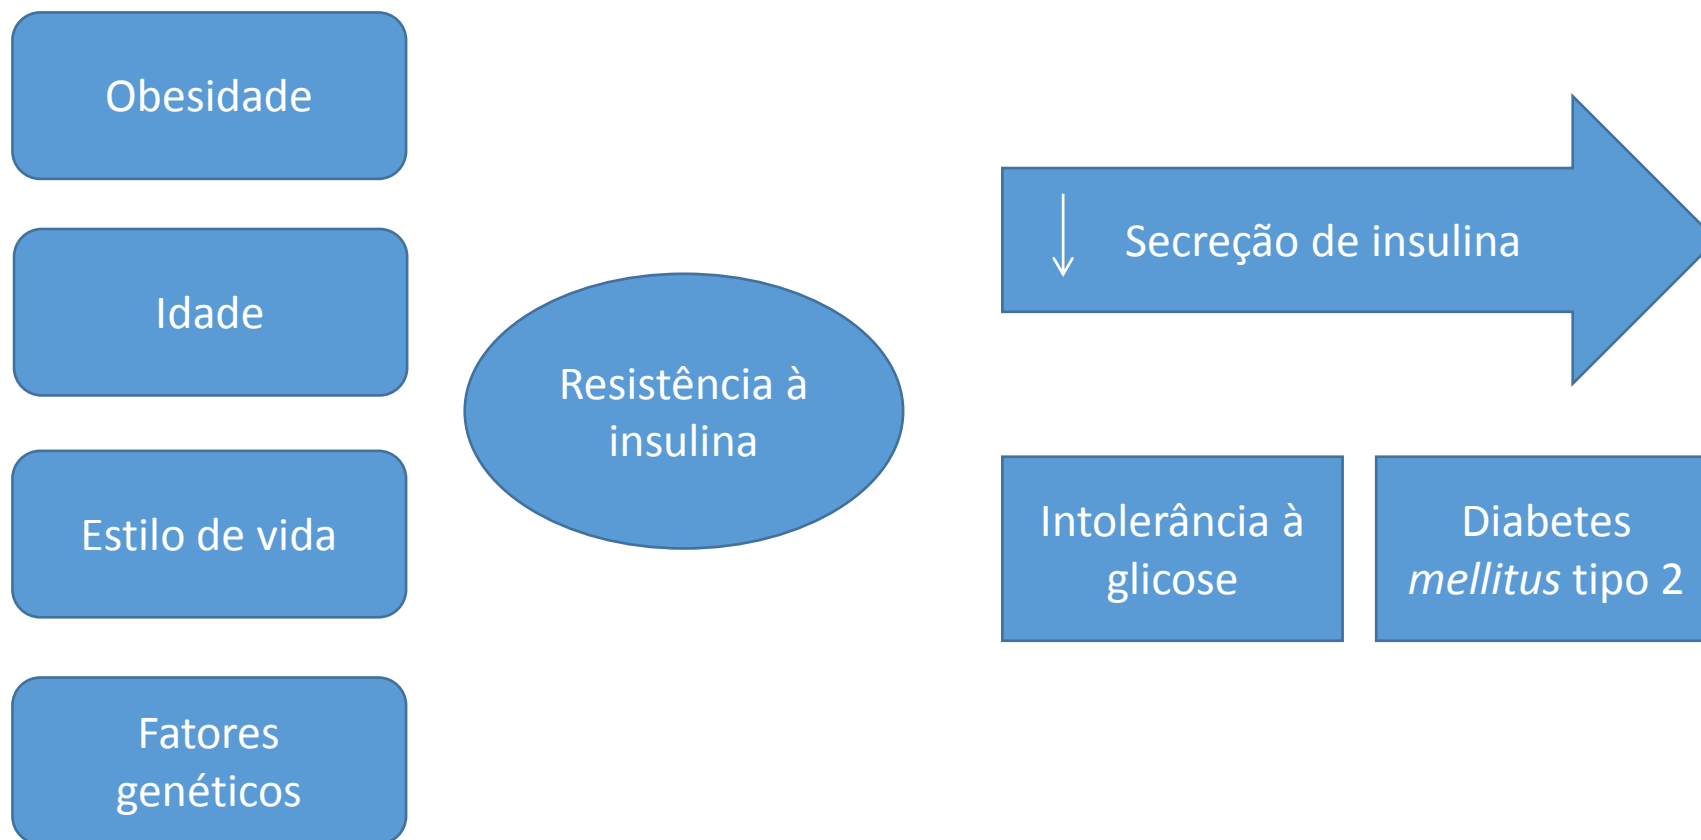 Obesidade
Idade
Estilo de vida
Fatores
genéticos
Resistência à
insulina
↓ Secreção de insulina
Intolerância à
glicose
Diabetes
mellitus tipo 2